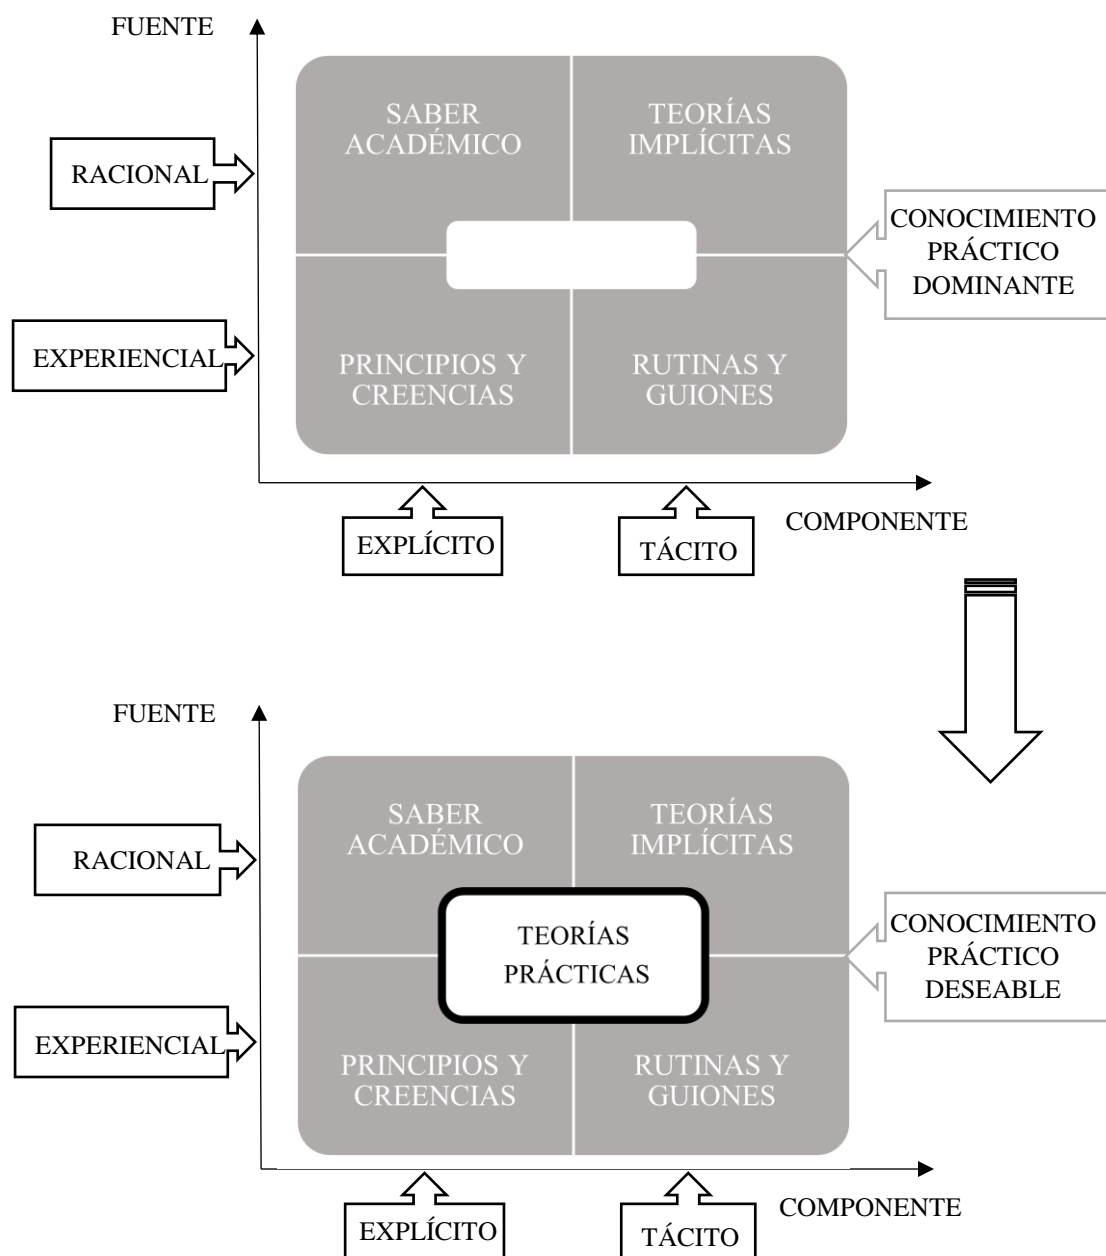 FUENTE
SABER
ACADÉMICO
TEORÍAS
IMPLÍCITAS
RACIONAL
CONOCIMIENTO
PRÁCTICO
DOMINANTE
EXPERIENCIAL
PRINCIPIOS Y
CREENCIAS
RUTINAS Y
GUIONES
COMPONENTE
EXPLÍCITO
TÁCITO
FUENTE
SABER
ACADÉMICO
TEORÍAS
IMPLÍCITAS
RACIONAL
TEORÍAS
PRÁCTICAS
CONOCIMIENTO
PRÁCTICO
DESEABLE
EXPERIENCIAL
PRINCIPIOS Y
CREENCIAS
RUTINAS Y
GUIONES
COMPONENTE
EXPLÍCITO
TÁCITO